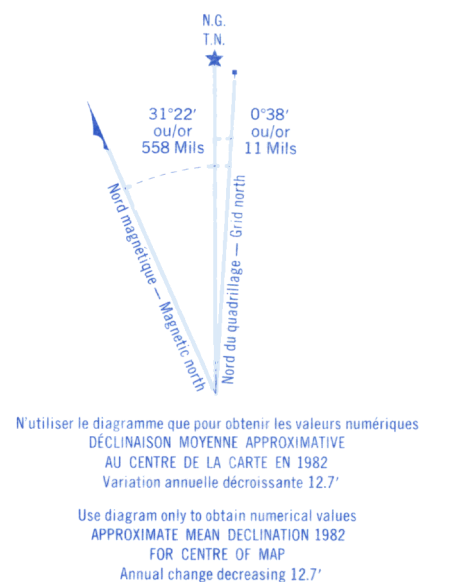 N.G.
T.N.
31°22′
ou/or
558 Mils
0°38′
ou/or
11 Mils
Nord magnétique — Magnetic north
Nord du quadrillage — Grid north
N'utiliser le diagramme que pour obtenir les valeurs numériques
DÉCLINAISON MOYENNE APPROXIMATIVE
AU CENTRE DE LA CARTE EN 1982
Variation annuelle décroissante 12.7′
Use diagram only to obtain numerical values
APPROXIMATE MEAN DECLINATION 1982
FOR CENTRE OF MAP
Annual change decreasing 12.7′